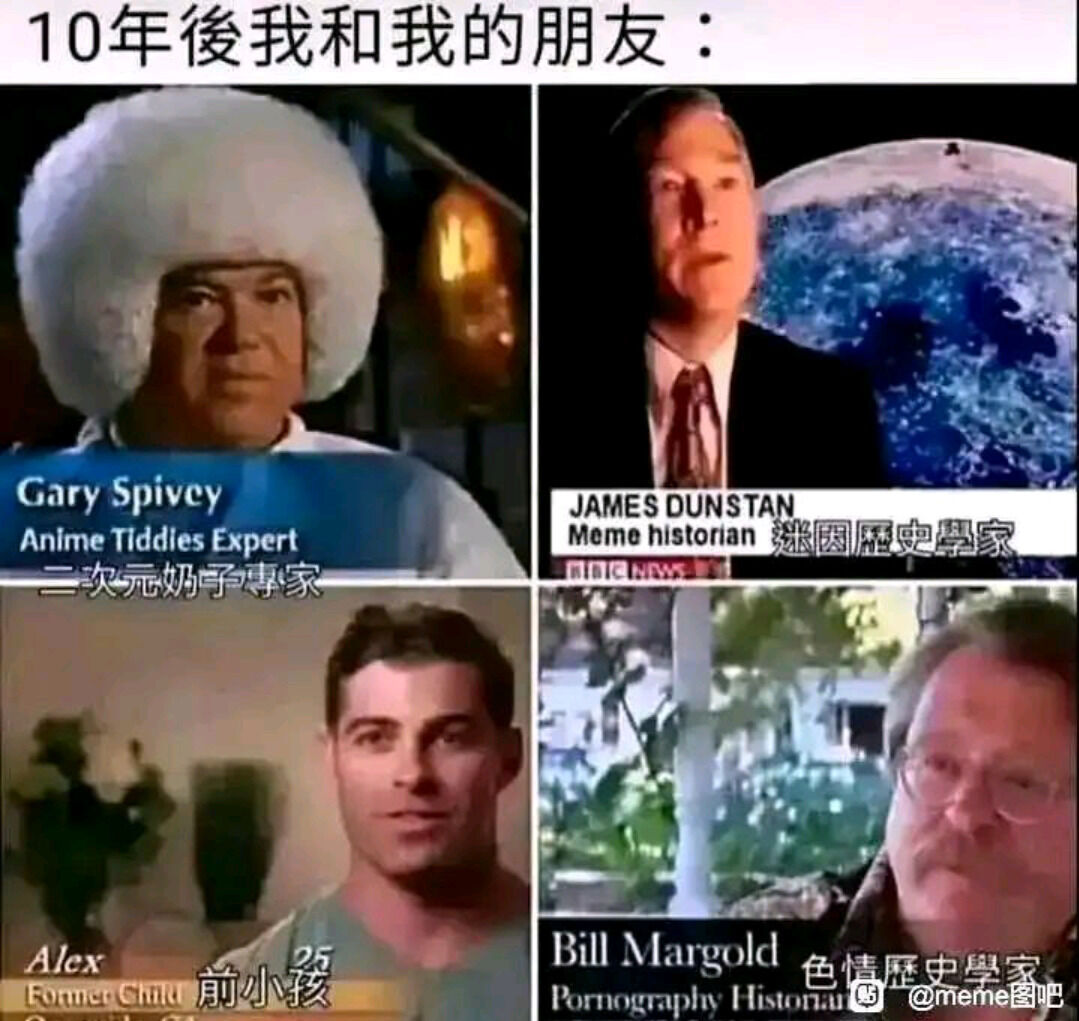 10年後我和我的朋友：
Gary Spivey
Anime Tiddies Expert
二次元奶子專家
JAMES DUNSTAN
Meme historian 迷因歷史學家
BBC NEWS
Alex 25
Former Child 前小孩
Bill Margold
色情歷史學家
Pornography Historian
@meme图吧